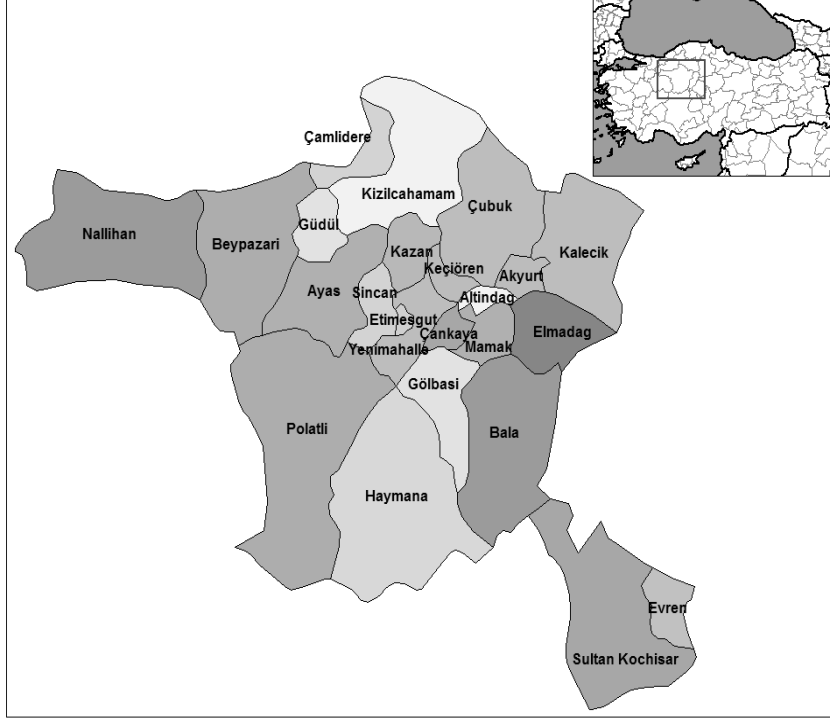 Çamlidere
Kizilcahamam
Güdül
Çubuk
Nallihan
Beypazari
Kazan
Kalecik
Keçiören
Akyurt
Ayas
Sincan
Altindag
Etimesgut
Çankaya
Elmadag
Yenimahalle
Mamak
Gölbasi
Polatli
Bala
Haymana
Evren
Sultan Kochisar